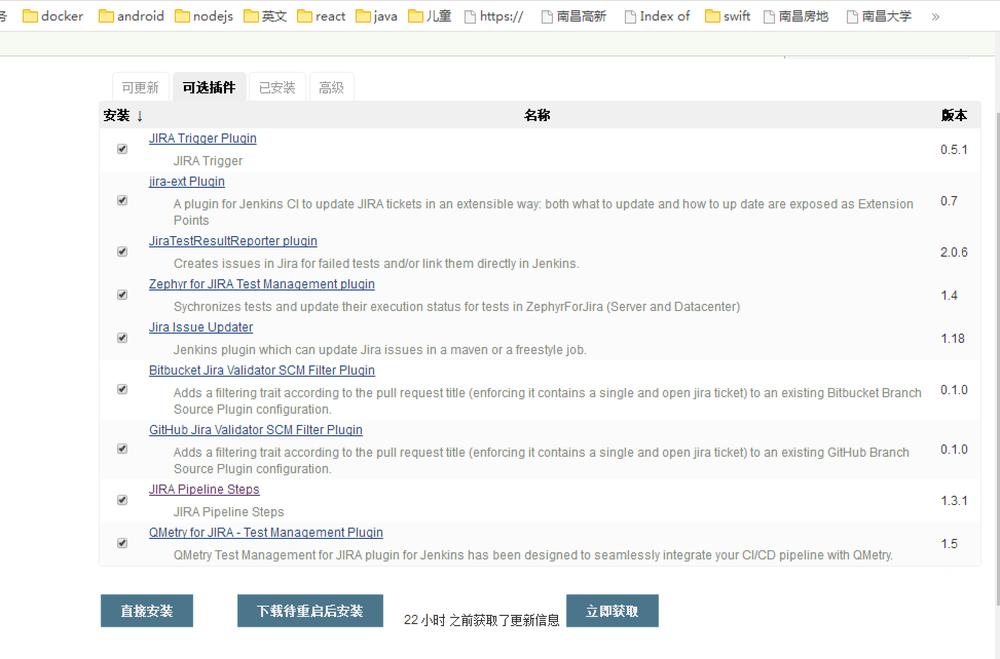 务 docker android nodejs 英文 react java 儿童 https:// 南昌高新 Index of swift 南昌房地 南昌大学 »
可更新 可选插件 已安装 高级
安装 ↓ 名称 版本
JIRA Trigger Plugin
JIRA Trigger
0.5.1
jira-ext Plugin
A plugin for Jenkins CI to update JIRA tickets in an extensible way: both what to update and how to up date are exposed as Extension
Points
0.7
JiraTestResultReporter plugin
Creates issues in Jira for failed tests and/or link them directly in Jenkins.
2.0.6
Zephyr for JIRA Test Management plugin
Sychronizes tests and update their execution status for tests in ZephyrForJira (Server and Datacenter)
1.4
Jira Issue Updater
Jenkins plugin which can update Jira issues in a maven or a freestyle job.
1.18
Bitbucket Jira Validator SCM Filter Plugin
Adds a filtering trait according to the pull request title (enforcing it contains a single and open jira ticket) to an existing Bitbucket Branch
Source Plugin configuration.
0.1.0
GitHub Jira Validator SCM Filter Plugin
Adds a filtering trait according to the pull request title (enforcing it contains a single and open jira ticket) to an existing GitHub Branch
Source Plugin configuration.
0.1.0
JIRA Pipeline Steps
JIRA Pipeline Steps
1.3.1
QMetry for JIRA - Test Management Plugin
QMetry Test Management for JIRA plugin for Jenkins has been designed to seamlessly integrate your CI/CD pipeline with QMetry.
1.5
直接安装 下载待重启后安装 22 小时 之前获取了更新信息 立即获取